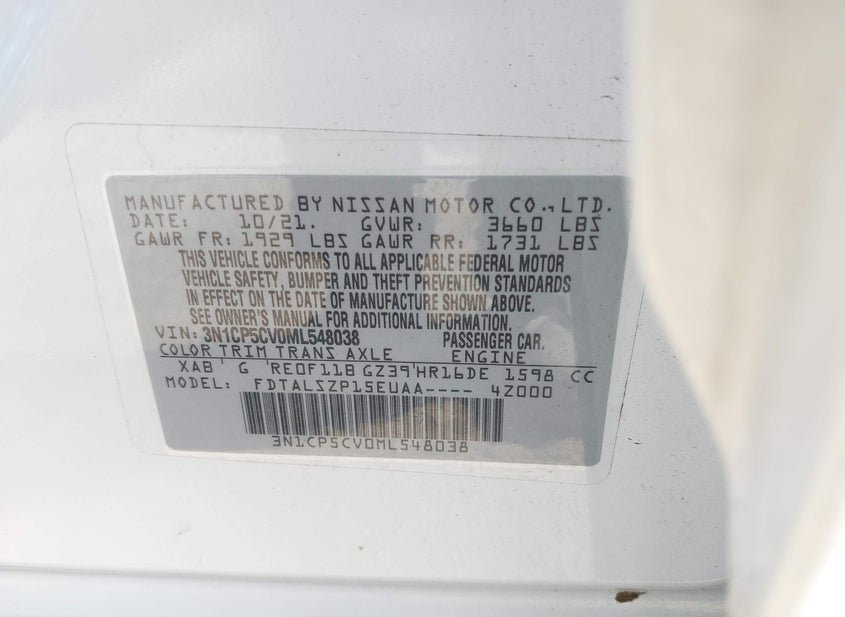 MANUFACTURED BY NISSAN MOTOR CO., LTD.
DATE: 10/21. GVWR: 3660 LBS
GAWR FR: 1929 LBS GAWR RR: 1731 LBS
THIS VEHICLE CONFORMS TO ALL APPLICABLE FEDERAL MOTOR
VEHICLE SAFETY, BUMPER AND THEFT PREVENTION STANDARDS
IN EFFECT ON THE DATE OF MANUFACTURE SHOWN ABOVE.
SEE OWNER'S MANUAL FOR ADDITIONAL INFORMATION.
VIN: 3N1CP5CV0ML548038 PASSENGER CAR.
COLOR TRIM TRANS AXLE ENGINE
XAB G RE0F11B GZ39 HR16DE 1598 CC
MODEL: FDTALSZP15EUAA---- 4Z000
3N1CP5CV0ML548038